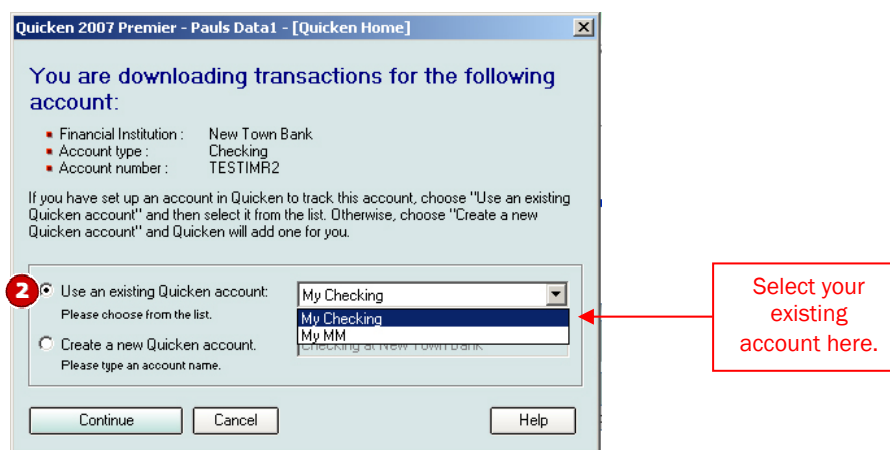 Quicken 2007 Premier - Pauls Data1 - [Quicken Home]
You are downloading transactions for the following
account:
Financial Institution : New Town Bank
Account type : Checking
Account number : TESTIMR2
If you have set up an account in Quicken to track this account, choose "Use an existing
Quicken account" and then select it from the list. Otherwise, choose "Create a new
Quicken account" and Quicken will add one for you.
2 Use an existing Quicken account: My Checking
Please choose from the list.
My Checking
My MM
Create a new Quicken account. Checking at New Town Bank
Please type an account name.
Continue Cancel Help
Select your
existing
account here.